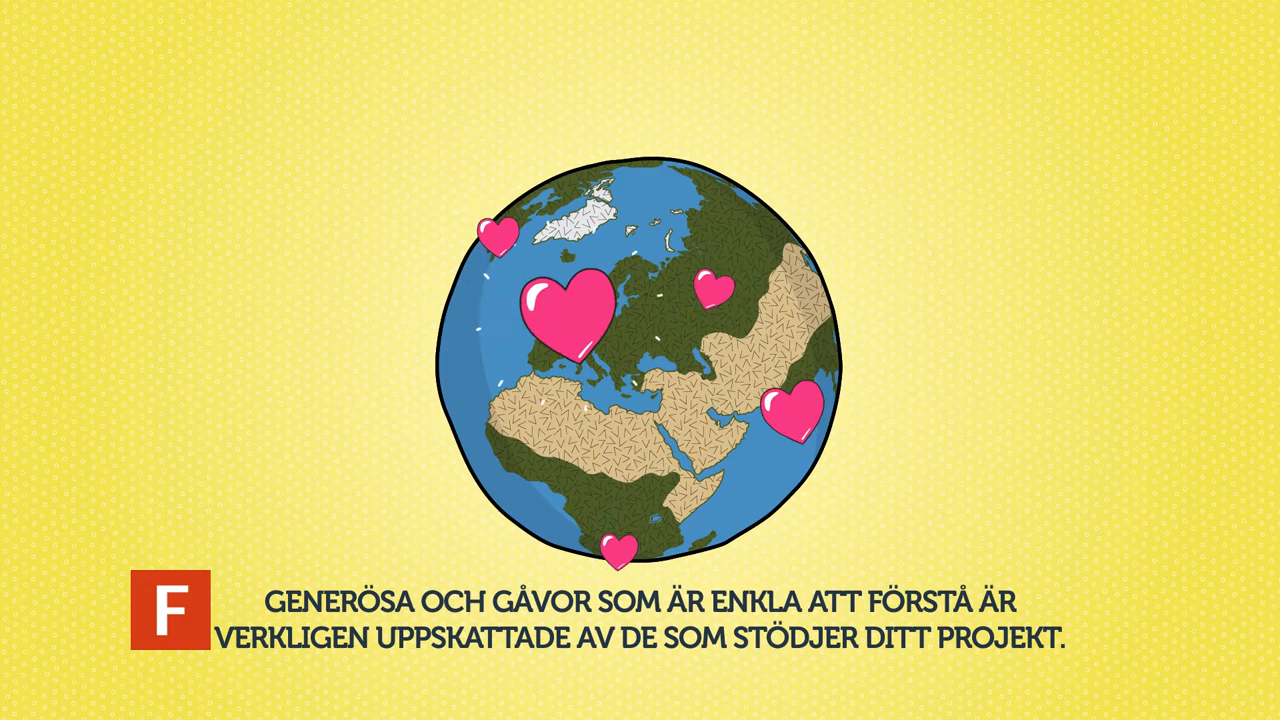 F
GENERÖSA OCH GÅVOR SOM ÄR ENKLA ATT FÖRSTÅ ÄR
VERKLIGEN UPPSKATTADE AV DE SOM STÖDJER DITT PROJEKT.